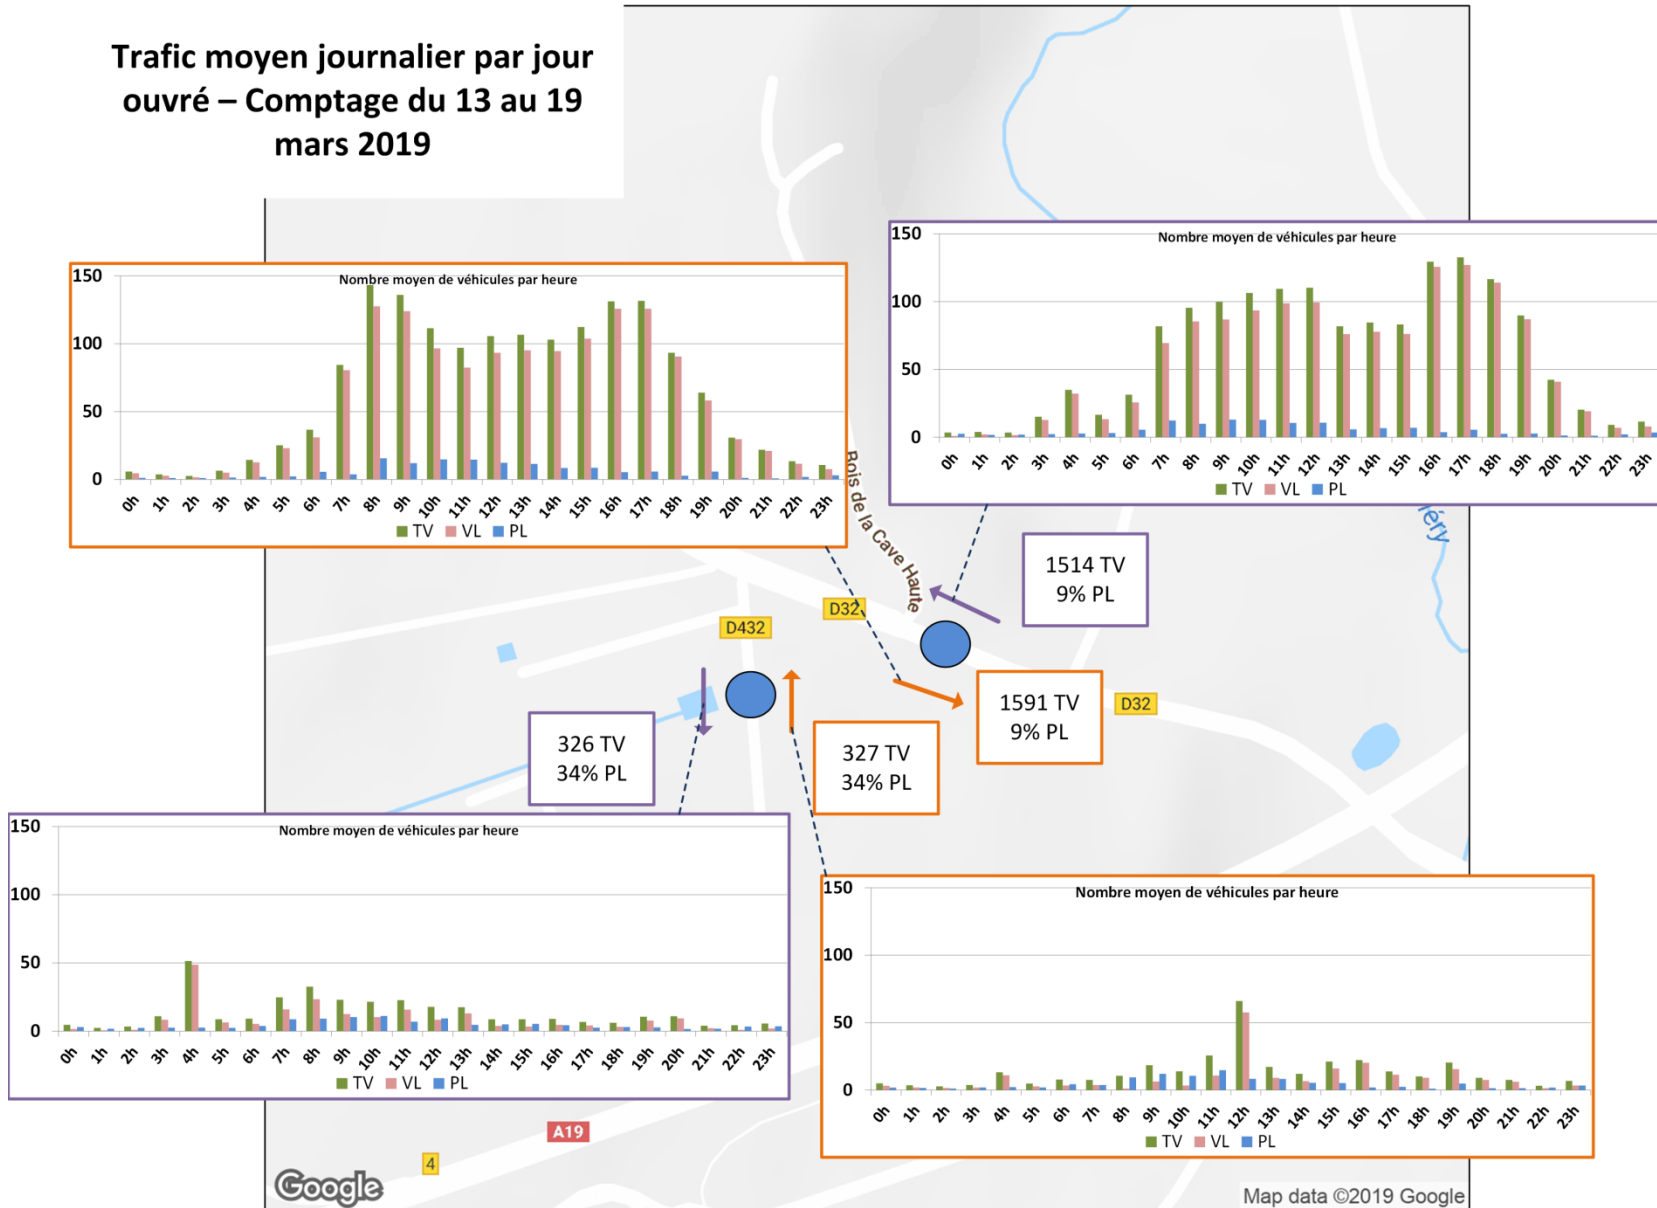 Trafic moyen journalier par jour
ouvré – Comptage du 13 au 19
mars 2019
Nombre moyen de véhicules par heure
150
100
50
0
0h 1h 2h 3h 4h 5h 6h 7h 8h 9h 10h 11h 12h 13h 14h 15h 16h 17h 18h 19h 20h 21h 22h 23h
TV VL PL
Nombre moyen de véhicules par heure
150
100
50
0
0h 1h 2h 3h 4h 5h 6h 7h 8h 9h 10h 11h 12h 13h 14h 15h 16h 17h 18h 19h 20h 21h 22h 23h
TV VL PL
Bois de la Cave Haute
éry
1514 TV
9% PL
D32
D432
1591 TV
9% PL
D32
326 TV
34% PL
327 TV
34% PL
Nombre moyen de véhicules par heure
150
100
50
0
0h 1h 2h 3h 4h 5h 6h 7h 8h 9h 10h 11h 12h 13h 14h 15h 16h 17h 18h 19h 20h 21h 22h 23h
TV VL PL
Nombre moyen de véhicules par heure
150
100
50
0
0h 1h 2h 3h 4h 5h 6h 7h 8h 9h 10h 11h 12h 13h 14h 15h 16h 17h 18h 19h 20h 21h 22h 23h
TV VL PL
A19
4
Google
Map data ©2019 Google